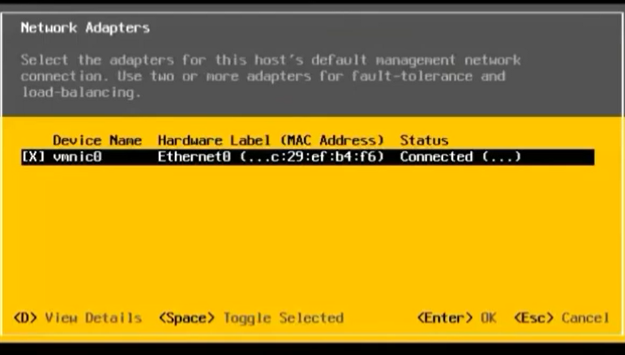 Network Adapters
Select the adapters for this host's default management network
connection. Use two or more adapters for fault-tolerance and
load-balancing.
Device Name Hardware Label (MAC Address) Status
[X] vmnic0 Ethernet0 (...c:29:ef:b4:f6) Connected (...)
<D> View Details <Space> Toggle Selected <Enter> OK <Esc> Cancel